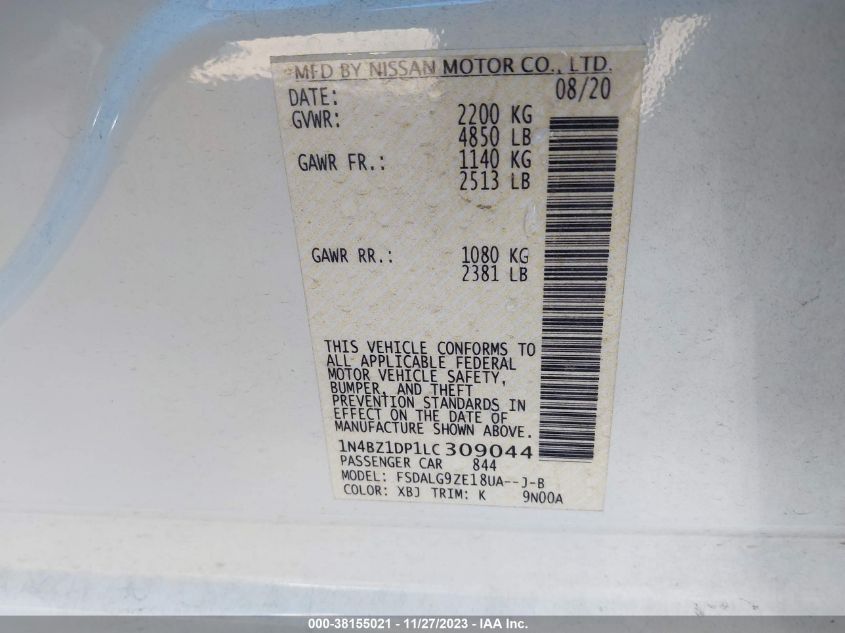 MFD BY NISSAN MOTOR CO., LTD.
DATE: 08/20
GVWR: 2200 KG
4850 LB
GAWR FR.: 1140 KG
2513 LB
GAWR RR.: 1080 KG
2381 LB
THIS VEHICLE CONFORMS TO
ALL APPLICABLE FEDERAL
MOTOR VEHICLE SAFETY,
BUMPER, AND THEFT
PREVENTION STANDARDS IN
EFFECT ON THE DATE OF
MANUFACTURE SHOWN ABOVE.
1N4BZ1DP1LC309044
PASSENGER CAR 844
MODEL: FSDALG9ZE18UA--J-B
COLOR: XBJ TRIM: K 9N00A
000-38155021 - 11/27/2023 - IAA Inc.